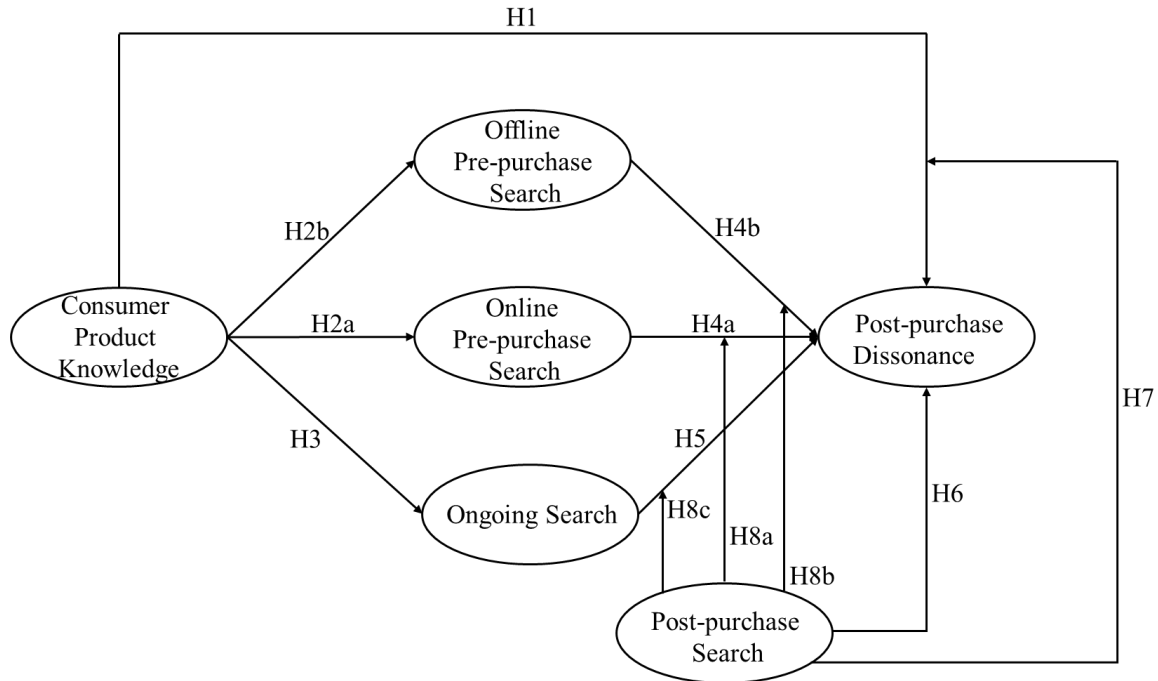 H1
Offline
Pre-purchase
Search
H2b
H4b
Consumer
Product
Knowledge
H2a
Online
Pre-purchase
Search
H4a
Post-purchase
Dissonance
H7
H3
H5
Ongoing Search
H8c
H6
H8a
H8b
Post-purchase
Search